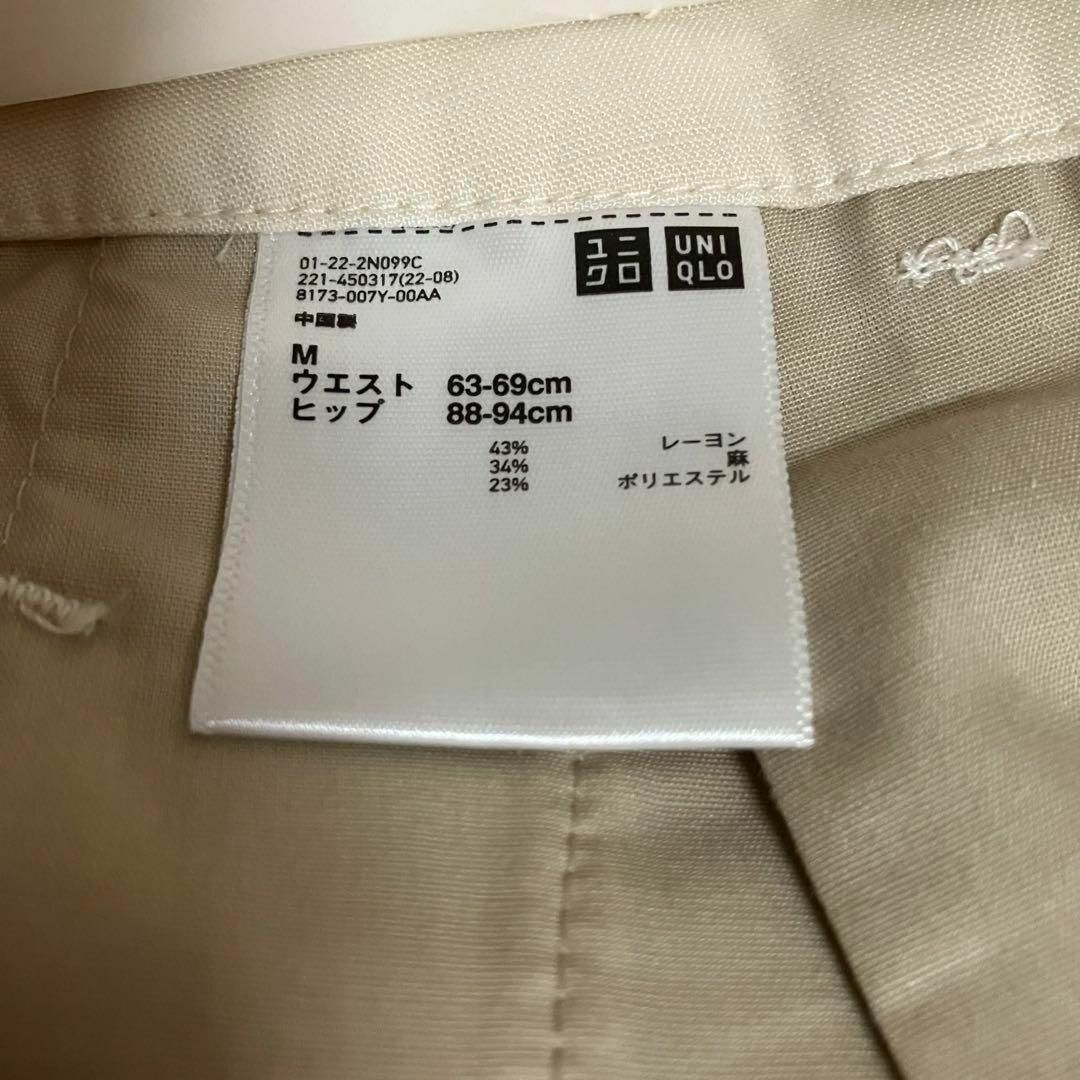 ユニ
クロ
UNI
QLO
01-22-2N099C
221-450317(22-08)
8173-007Y-00AA
中国製
M
ウエスト 63-69cm
ヒップ 88-94cm
43% レーヨン
34% 麻
23% ポリエステル